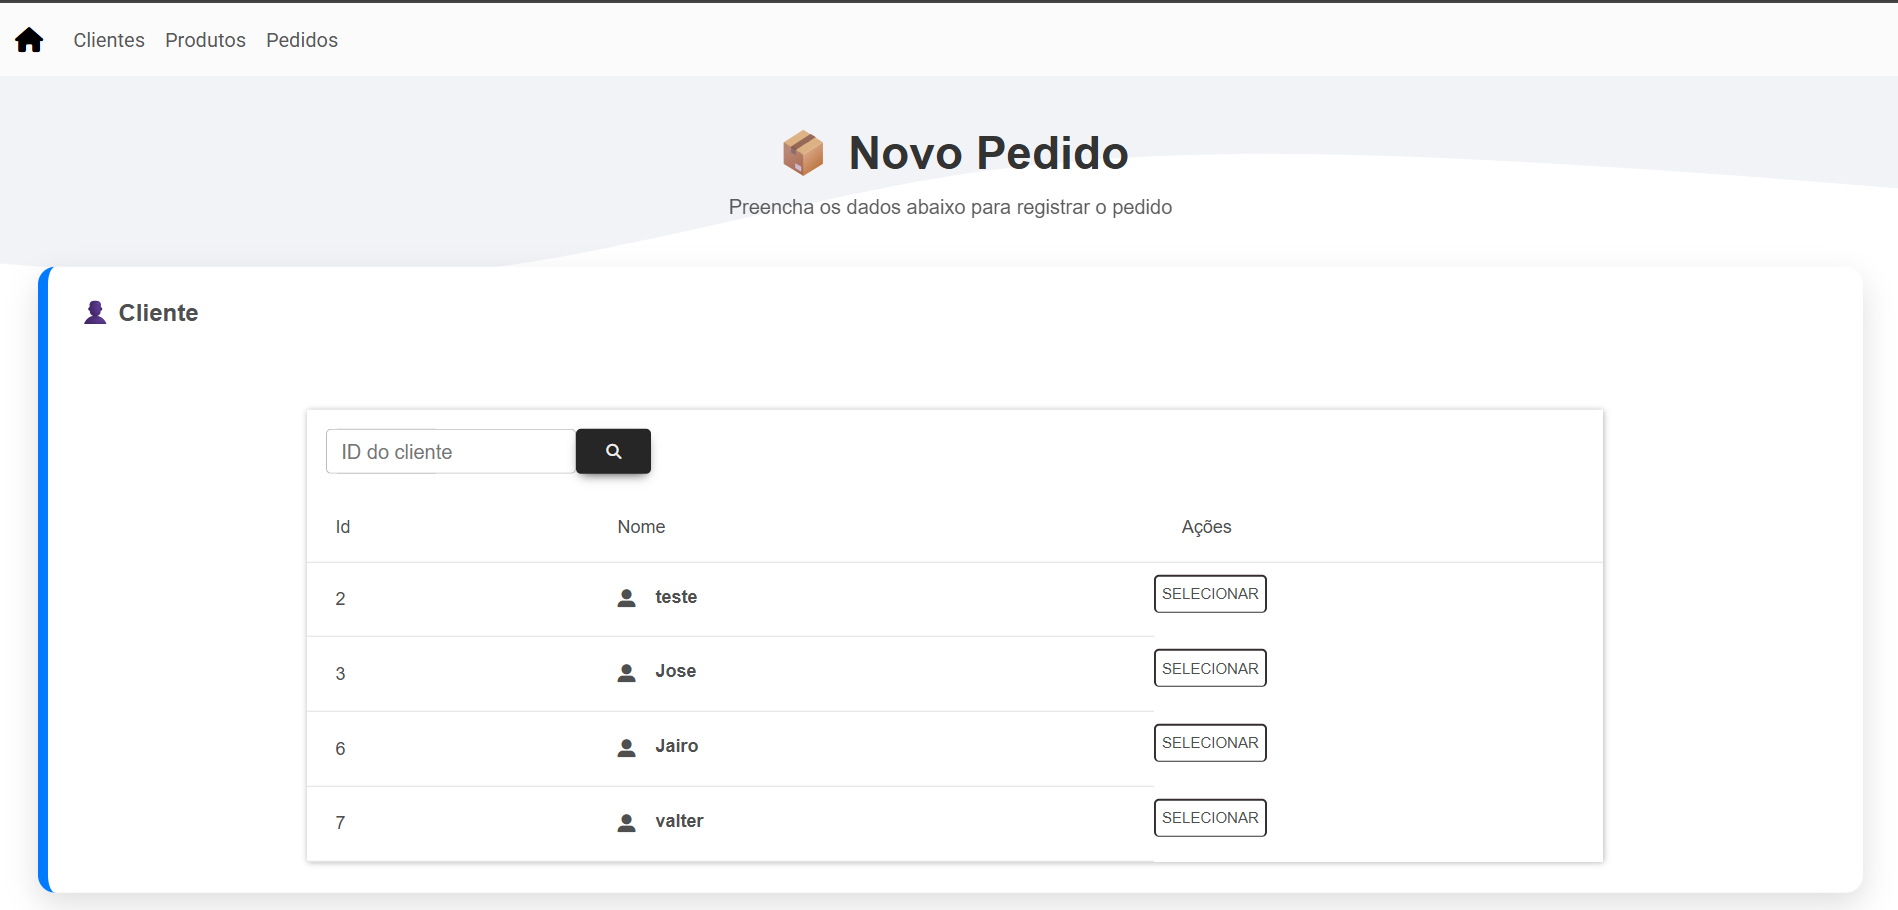 Clientes Produtos Pedidos
Novo Pedido
Preencha os dados abaixo para registrar o pedido
Cliente
ID do cliente
Id Nome Ações
2 teste SELECIONAR
3 Jose SELECIONAR
6 Jairo SELECIONAR
7 valter SELECIONAR